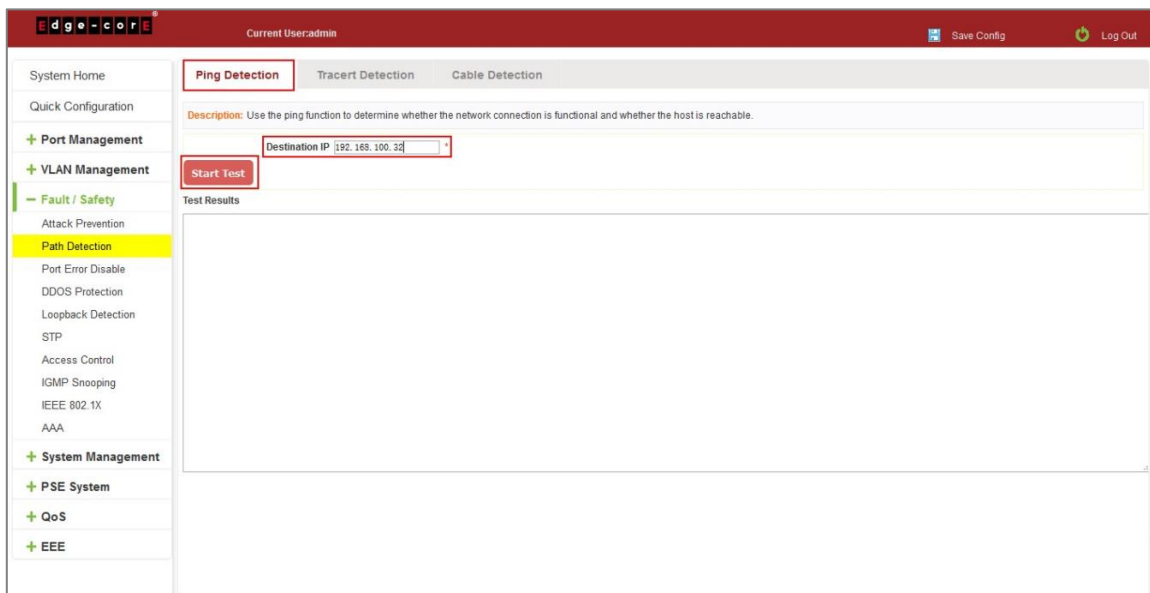 Edge-corE®
Current User:admin
Save Config
Log Out
System Home
Quick Configuration
+ Port Management
+ VLAN Management
− Fault / Safety
Attack Prevention
Path Detection
Port Error Disable
DDOS Protection
Loopback Detection
STP
Access Control
IGMP Snooping
IEEE 802.1X
AAA
+ System Management
+ PSE System
+ QoS
+ EEE
Ping Detection
Tracert Detection
Cable Detection
Description: Use the ping function to determine whether the network connection is functional and whether the host is reachable.
Destination IP 192. 168. 100. 32 *
Start Test
Test Results